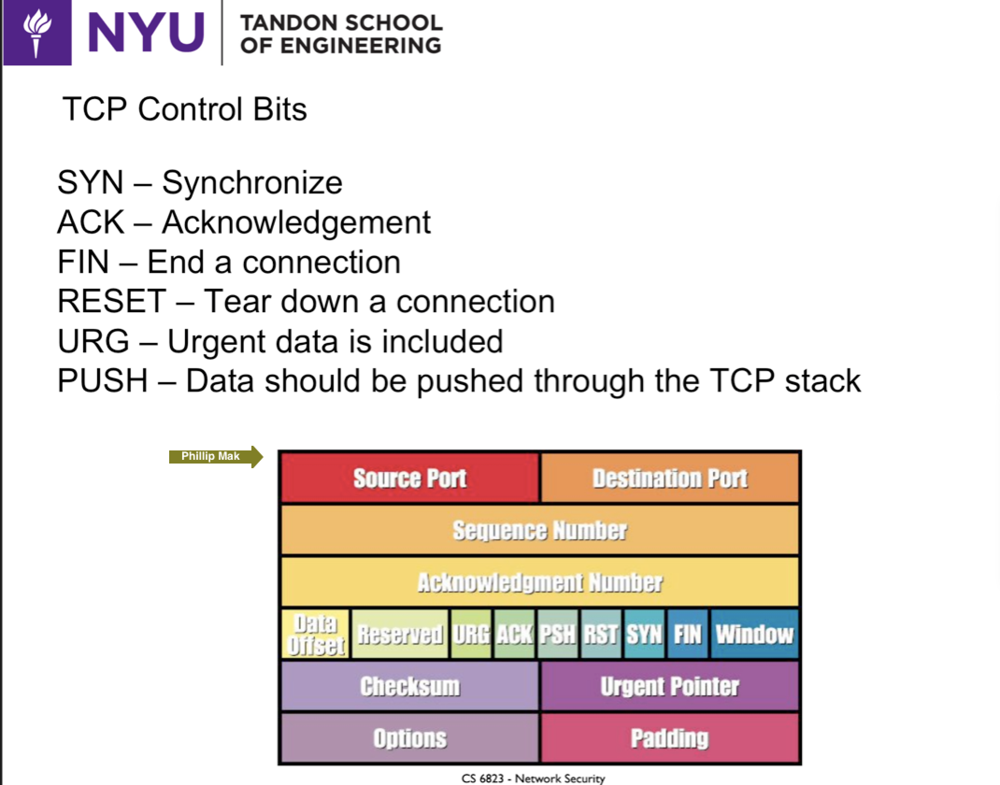 NYU
TANDON SCHOOL
OF ENGINEERING
TCP Control Bits
SYN – Synchronize
ACK – Acknowledgement
FIN – End a connection
RESET – Tear down a connection
URG – Urgent data is included
PUSH – Data should be pushed through the TCP stack
Phillip Mak
Source Port Destination Port
Sequence Number
Acknowledgment Number
Data Offset Reserved URG ACK PSH RST SYN FIN Window
Checksum Urgent Pointer
Options Padding
CS 6823 - Network Security